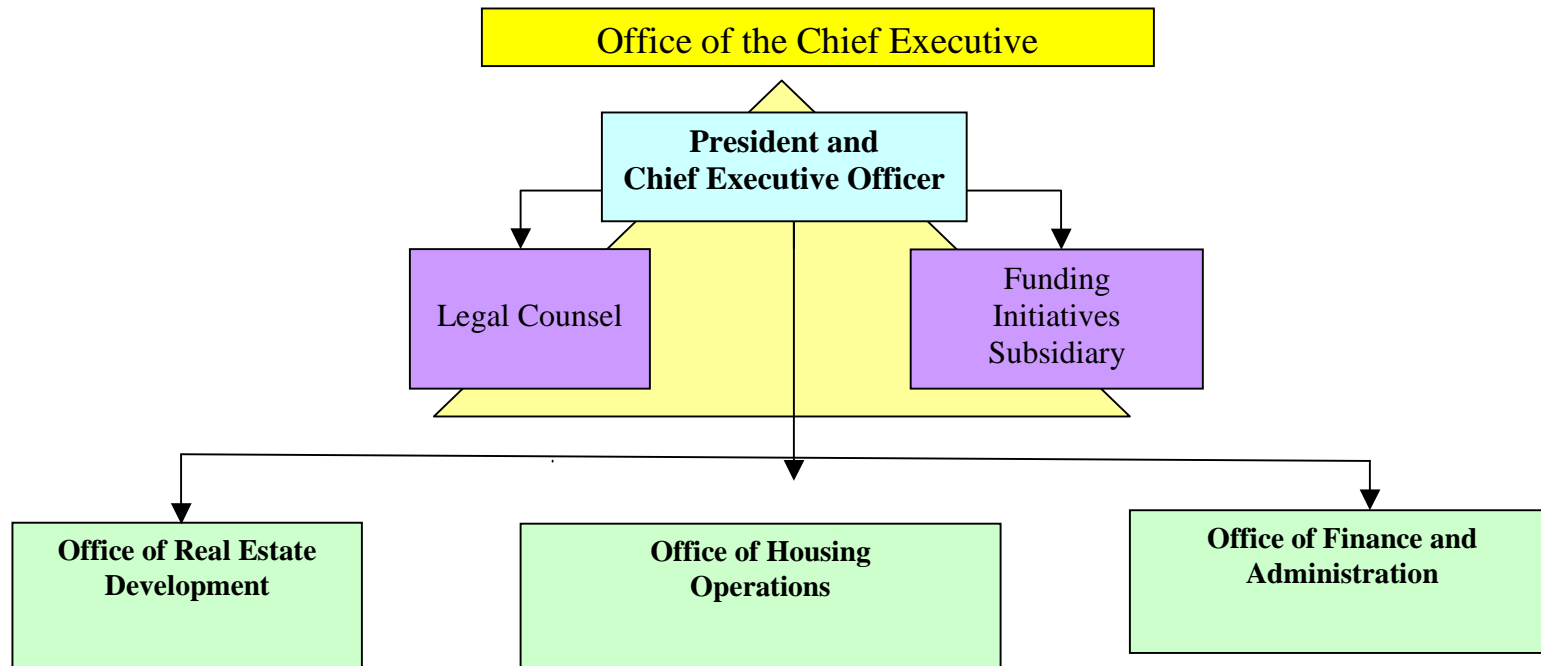 Office of the Chief Executive
President and
Chief Executive Officer
Legal Counsel
Funding
Initiatives
Subsidiary
Office of Real Estate
Development
Office of Housing
Operations
Office of Finance and
Administration